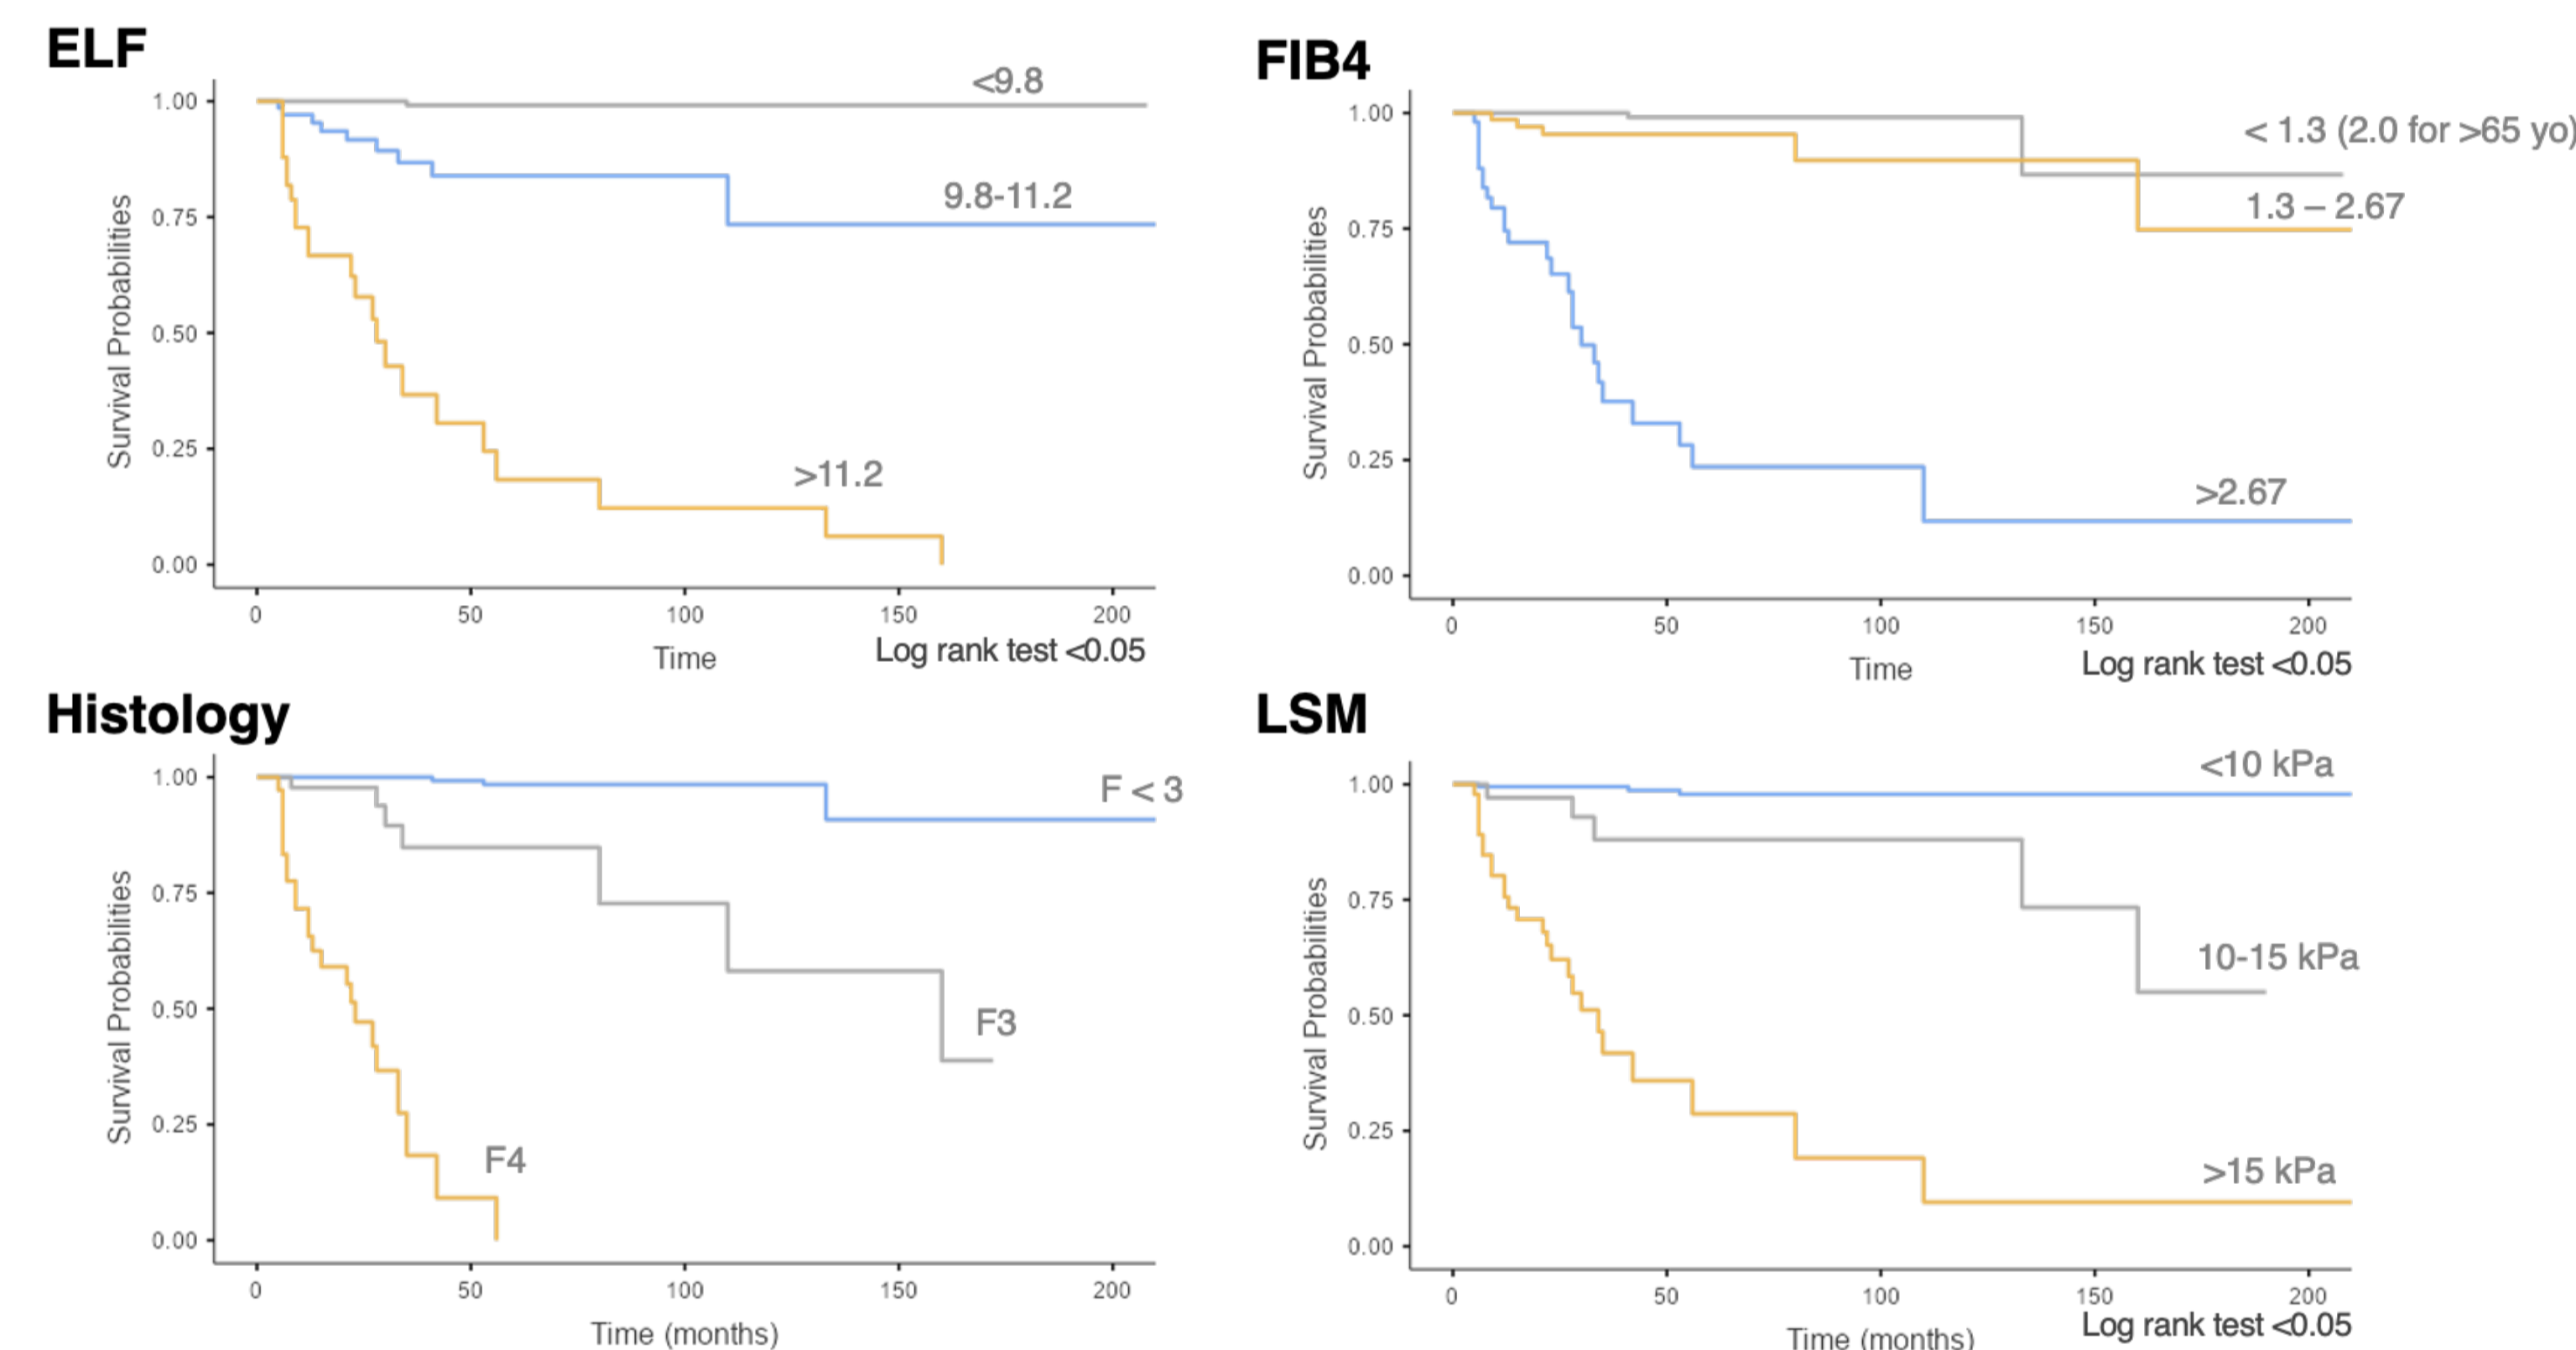 ELF
<9.8
9.8-11.2
>11.2
Survival Probabilities
1.00
0.75
0.50
0.25
0.00
0 50 100 150 200
Time
Log rank test <0.05
FIB4
< 1.3 (2.0 for >65 yo)
1.3 – 2.67
>2.67
Survival Probabilities
1.00
0.75
0.50
0.25
0.00
0 50 100 150 200
Time
Log rank test <0.05
Histology
F < 3
F3
F4
Survival Probabilities
1.00
0.75
0.50
0.25
0.00
0 50 100 150 200
Time (months)
LSM
<10 kPa
10-15 kPa
>15 kPa
Survival Probabilities
1.00
0.75
0.50
0.25
0.00
0 50 100 150 200
Time (months)
Log rank test <0.05